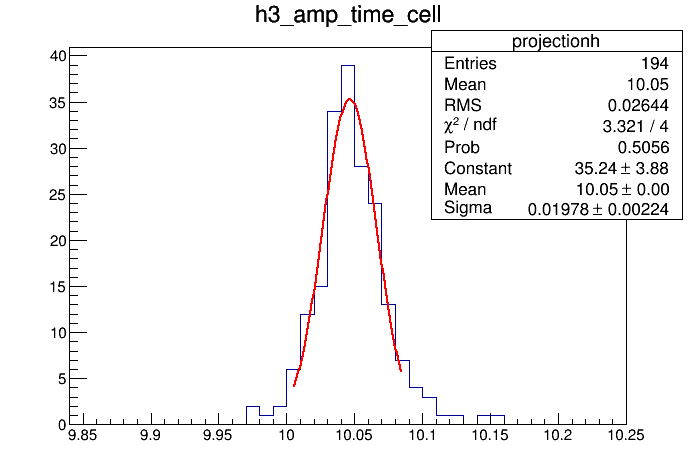 h3_amp_time_cell
projectionh
Entries 194
Mean 10.05
RMS 0.02644
χ² / ndf 3.321 / 4
Prob 0.5056
Constant 35.24 ± 3.88
Mean 10.05 ± 0.00
Sigma 0.01978 ± 0.00224
40
35
30
25
20
15
10
5
0
9.85 9.9 9.95 10 10.05 10.1 10.15 10.2 10.25